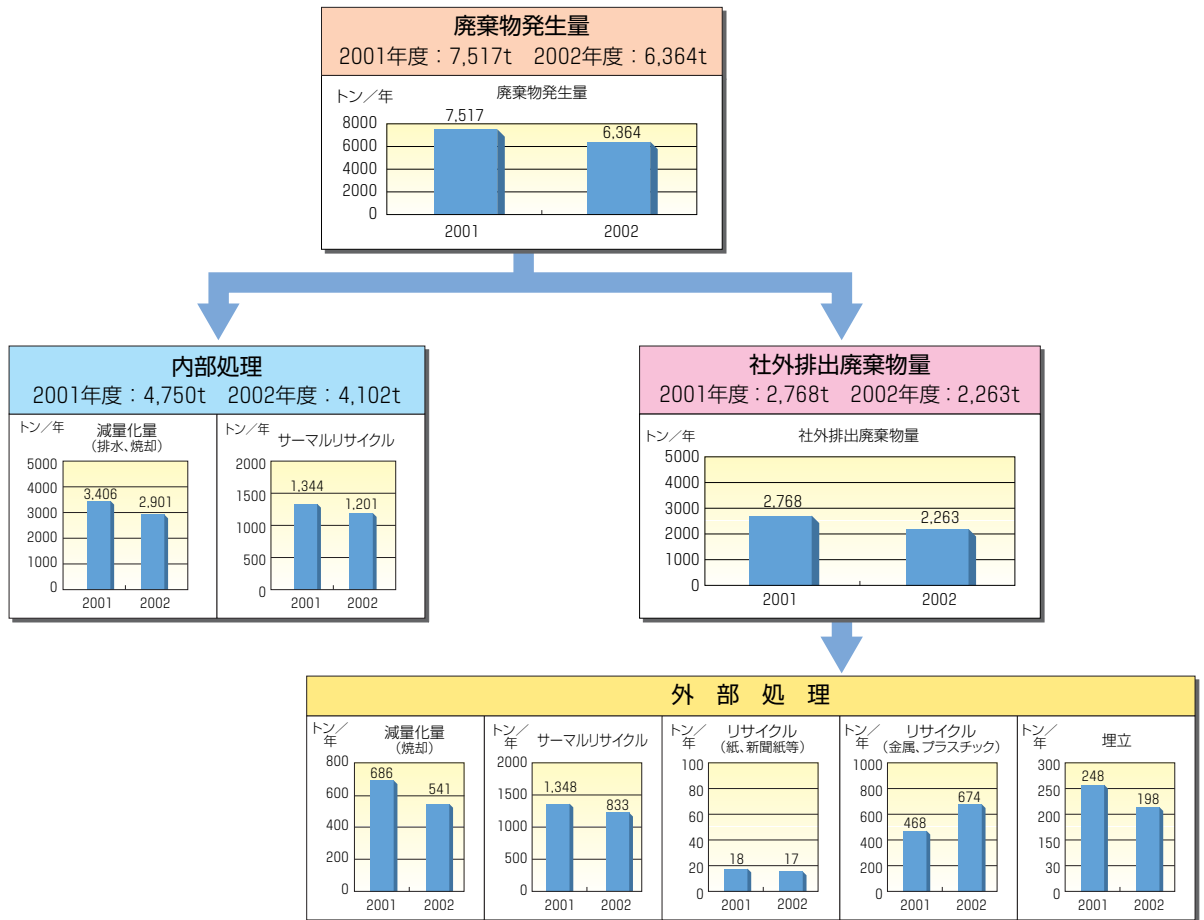 廃棄物発生量
2001年度：7,517t 2002年度：6,364t
トン／年
廃棄物発生量
8000
6000
4000
2000
0
7,517
6,364
2001
2002
内部処理
2001年度：4,750t 2002年度：4,102t
トン／年
減量化量
（排水、焼却）
5000
4000
3000
2000
1000
0
3,406
2,901
2001
2002
トン／年
サーマルリサイクル
2000
1500
1000
500
0
1,344
1,201
2001
2002
社外排出廃棄物量
2001年度：2,768t 2002年度：2,263t
トン／年
社外排出廃棄物量
5000
4000
3000
2000
1000
0
2,768
2,263
2001
2002
外部処理
トン／
年
減量化量
（焼却）
800
600
400
200
0
686
541
2001
2002
トン／
年
サーマルリサイクル
2000
1500
1000
500
0
1,348
833
2001
2002
トン／
年
リサイクル
（紙、新聞紙等）
100
80
60
40
20
0
18
17
2001
2002
トン／
年
リサイクル
（金属、プラスチック）
1000
800
600
400
200
0
468
674
2001
2002
トン／
年
埋立
300
250
200
150
30
0
248
198
2001
2002